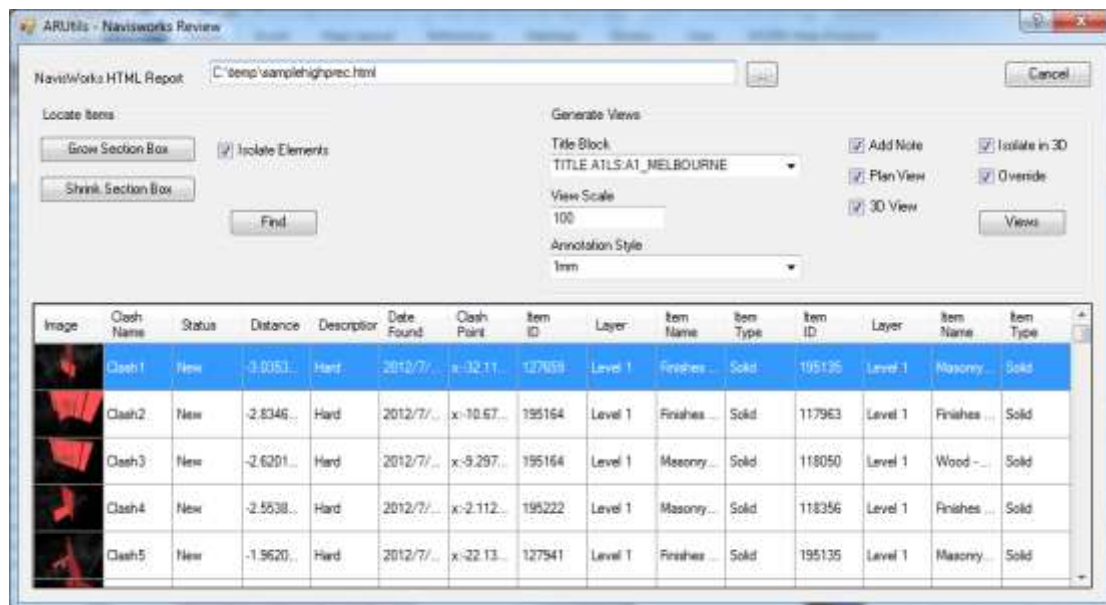 ARUtils - Navisworks Review
NavisWorks HTML Report C:\temp\samplehighprec.html ... Cancel
Locate Items Generate Views
Grow Section Box Isolate Elements Title Block Add Note Isolate in 3D
TITLE A1LS:A1_MELBOURNE Plan View Override
Shrink Section Box View Scale 3D View
Find 100 Views
Annotation Style
1mm
Image Clash Name Status Distance Description Date Found Clash Point Item ID Layer Item Name Item Type Item ID Layer Item Name Item Type
Clash1 New -3.0353... Hard 2012/7/... x:-32.11... 127659 Level 1 Finishes ... Solid 195135 Level 1 Masonry... Solid
Clash2 New -2.8346... Hard 2012/7/... x:-10.67... 195164 Level 1 Finishes ... Solid 117963 Level 1 Finishes ... Solid
Clash3 New -2.6201... Hard 2012/7/... x:-9.297... 195164 Level 1 Masonry... Solid 118050 Level 1 Wood -... Solid
Clash4 New -2.5538... Hard 2012/7/... x:-2.112... 195222 Level 1 Masonry... Solid 118356 Level 1 Finishes ... Solid
Clash5 New -1.9620... Hard 2012/7/... x:-22.13... 127941 Level 1 Finishes ... Solid 195135 Level 1 Masonry... Solid